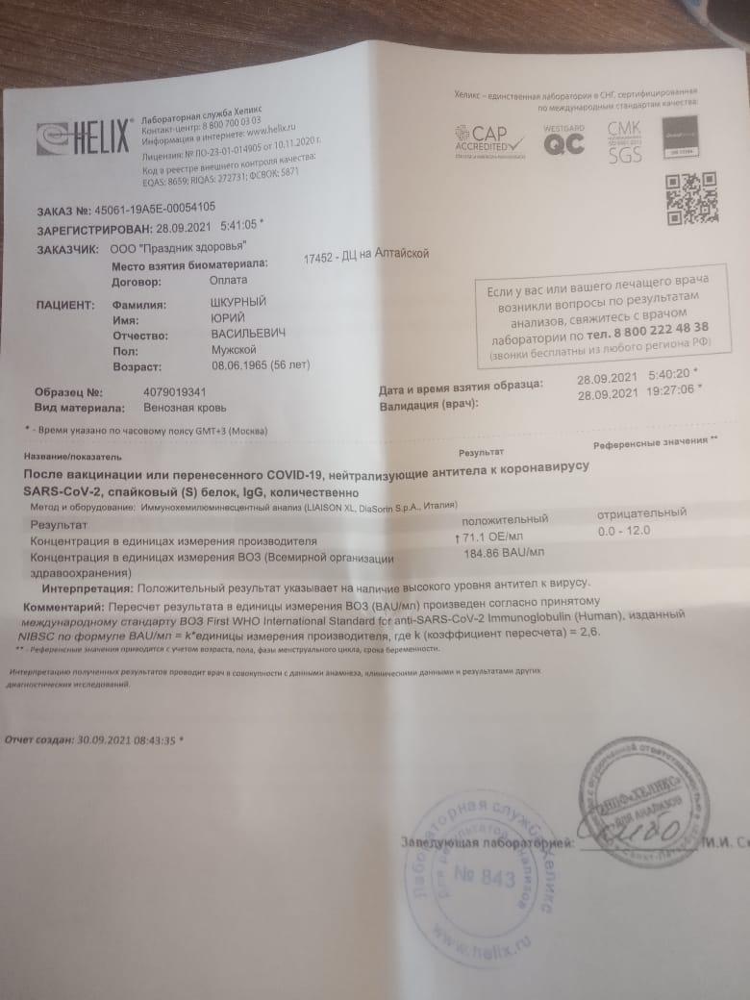 HELIX®
Лабораторная служба Хеликс
Контакт-центр: 8 800 700 03 03
Информация в интернете: www.helix.ru
Лицензия: № ЛО-23-01-014905 от 10.11.2020 г.
Код в реестре внешнего контроля качества:
EQAS: 8659; RIQAS: 272731; ФСВОК: 5871
Хеликс – единственная лаборатория в СНГ, сертифицированная
по международным стандартам качества:
CAP
ACCREDITED
WESTGARD
QC
СМК
SGS
ЗАКАЗ №: 45061-19A5E-00054105
ЗАРЕГИСТРИРОВАН: 28.09.2021 5:41:05 *
ЗАКАЗЧИК: ООО "Праздник здоровья"
Место взятия биоматериала: 17452 - ДЦ на Алтайской
Договор: Оплата
ПАЦИЕНТ: Фамилия: ШКУРНЫЙ
Имя: ЮРИЙ
Отчество: ВАСИЛЬЕВИЧ
Пол: Мужской
Возраст: 08.06.1965 (56 лет)
Если у вас или вашего лечащего врача
возникли вопросы по результатам
анализов, свяжитесь с врачом
лаборатории по тел. 8 800 222 48 38
(звонки бесплатны из любого региона РФ)
Образец №: 4079019341
Вид материала: Венозная кровь
Дата и время взятия образца: 28.09.2021 5:40:20 *
Валидация (врач): 28.09.2021 19:27:06 *
* - Время указано по часовому поясу GMT+3 (Москва)
Название/показатель Результат Референсные значения **
После вакцинации или перенесенного COVID-19, нейтрализующие антитела к коронавирусу
SARS-CoV-2, спайковый (S) белок, IgG, количественно
Метод и оборудование: Иммунохемилюминесцентный анализ (LIAISON XL, DiaSorin S.p.A., Италия)
Результат положительный отрицательный
Концентрация в единицах измерения производителя ↑71.1 ОЕ/мл 0.0 - 12.0
Концентрация в единицах измерения ВОЗ (Всемирной организации 184.86 BAU/мл
здравоохранения)
Интерпретация: Положительный результат указывает на наличие высокого уровня антител к вирусу.
Комментарий: Пересчет результата в единицы измерения ВОЗ (BAU/мл) произведен согласно принятому
международному стандарту ВОЗ First WHO International Standard for anti-SARS-CoV-2 Immunoglobulin (Human), изданный
NIBSC по формуле BAU/мл = k*единицы измерения производителя, где k (коэффициент пересчета) = 2,6.
** - Референсные значения приводятся с учетом возраста, пола, фазы менструального цикла, срока беременности.
Интерпретацию полученных результатов проводит врач в совокупности с данными анамнеза, клиническими данными и результатами других
диагностических исследований.
Отчет создан: 30.09.2021 08:43:35 *
Заведующая лабораторией: И.И.
НПФ «ХЕЛИКС»
ДЛЯ АНАЛИЗОВ
Санкт-Петербург
Лабораторная служба Хеликс
Для результатов анализов
№ 843
www.helix.ru